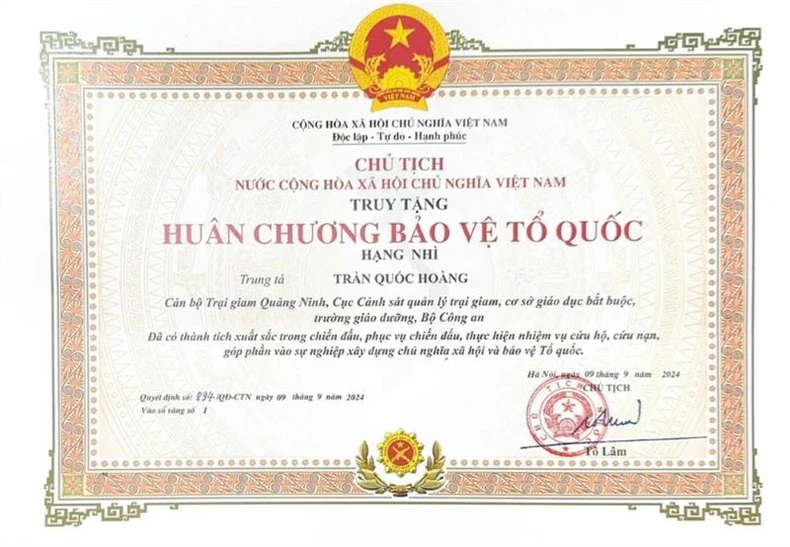 VIỆT NAM
CỘNG HÒA XÃ HỘI CHỦ NGHĨA VIỆT NAM
Độc lập - Tự do - Hạnh phúc
CHỦ TỊCH
NƯỚC CỘNG HÒA XÃ HỘI CHỦ NGHĨA VIỆT NAM
TRUY TẶNG
HUÂN CHƯƠNG BẢO VỆ TỔ QUỐC
HẠNG NHÌ
Trung tá TRẦN QUỐC HOÀNG
Cán bộ Trại giam Quảng Ninh, Cục Cảnh sát quản lý trại giam, cơ sở giáo dục bắt buộc,
trường giáo dưỡng, Bộ Công an
Đã có thành tích xuất sắc trong chiến đấu, phục vụ chiến đấu, thực hiện nhiệm vụ cứu hộ, cứu nạn,
góp phần vào sự nghiệp xây dựng chủ nghĩa xã hội và bảo vệ Tổ quốc.
Hà Nội, ngày 09 tháng 9 năm 2024
CHỦ TỊCH
Quyết định số: 894/QĐ-CTN ngày 09 tháng 9 năm 2024
Vào sổ vàng số 1
CHỦ TỊCH
Tô Lâm